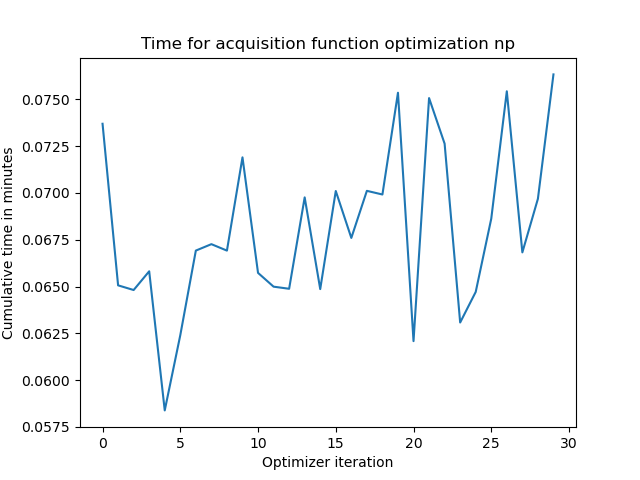 Time for acquisition function optimization np
Cumulative time in minutes
0.0750
0.0725
0.0700
0.0675
0.0650
0.0625
0.0600
0.0575
0 5 10 15 20 25 30
Optimizer iteration